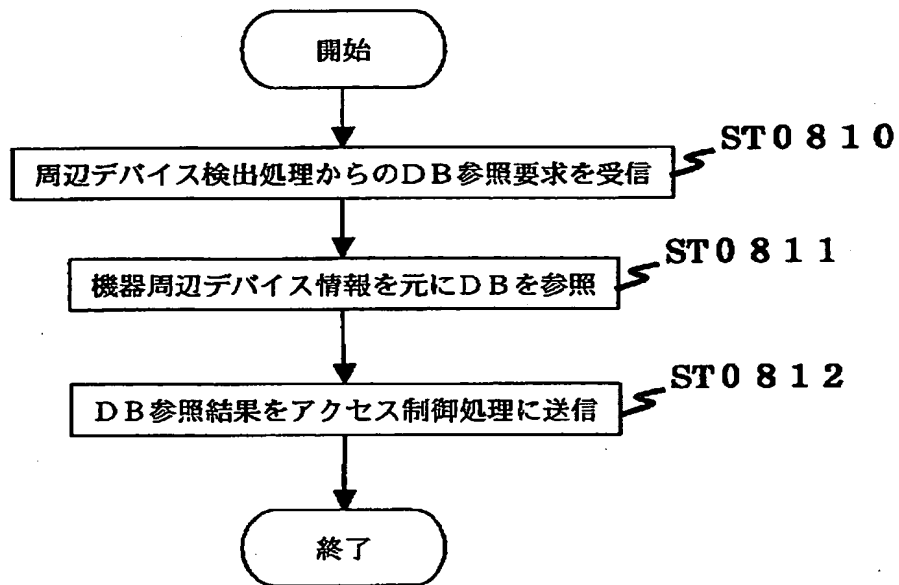 開始
ST0810
周辺デバイス検出処理からのDB参照要求を受信
ST0811
機器周辺デバイス情報を元にDBを参照
ST0812
DB参照結果をアクセス制御処理に送信
終了